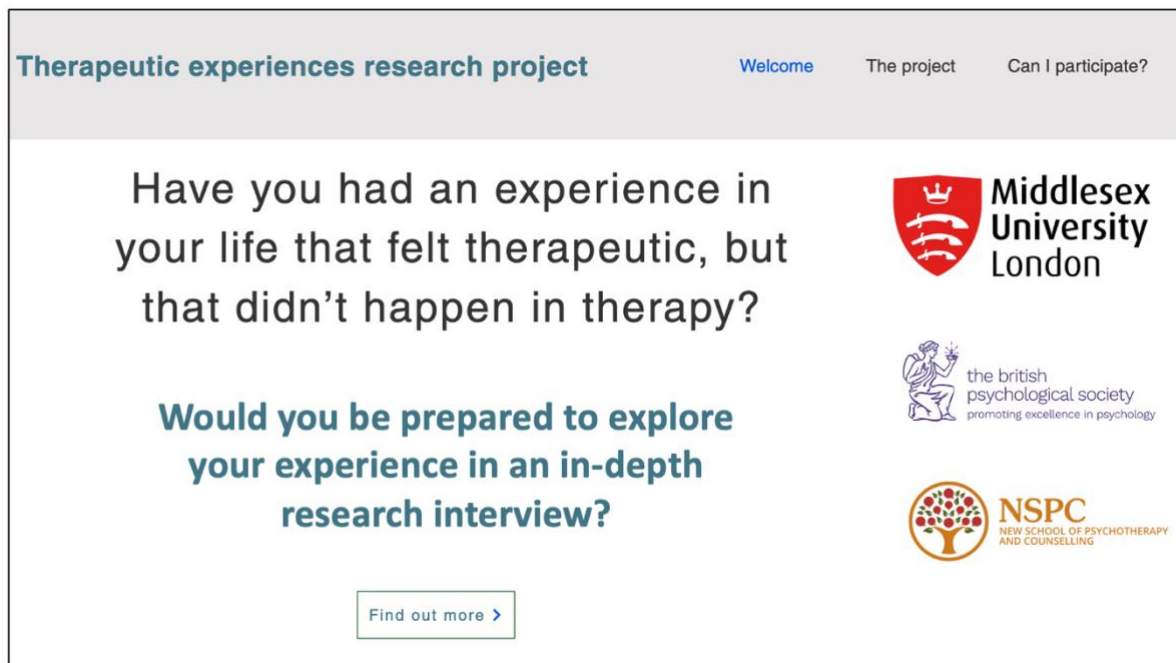 Therapeutic experiences research project
Welcome
The project
Can I participate?
Have you had an experience in
your life that felt therapeutic, but
that didn't happen in therapy?
Would you be prepared to explore
your experience in an in-depth
research interview?
Find out more >
Middlesex
University
London
the british
psychological society
promoting excellence in psychology
NSPC
NEW SCHOOL OF PSYCHOTHERAPY
AND COUNSELLING